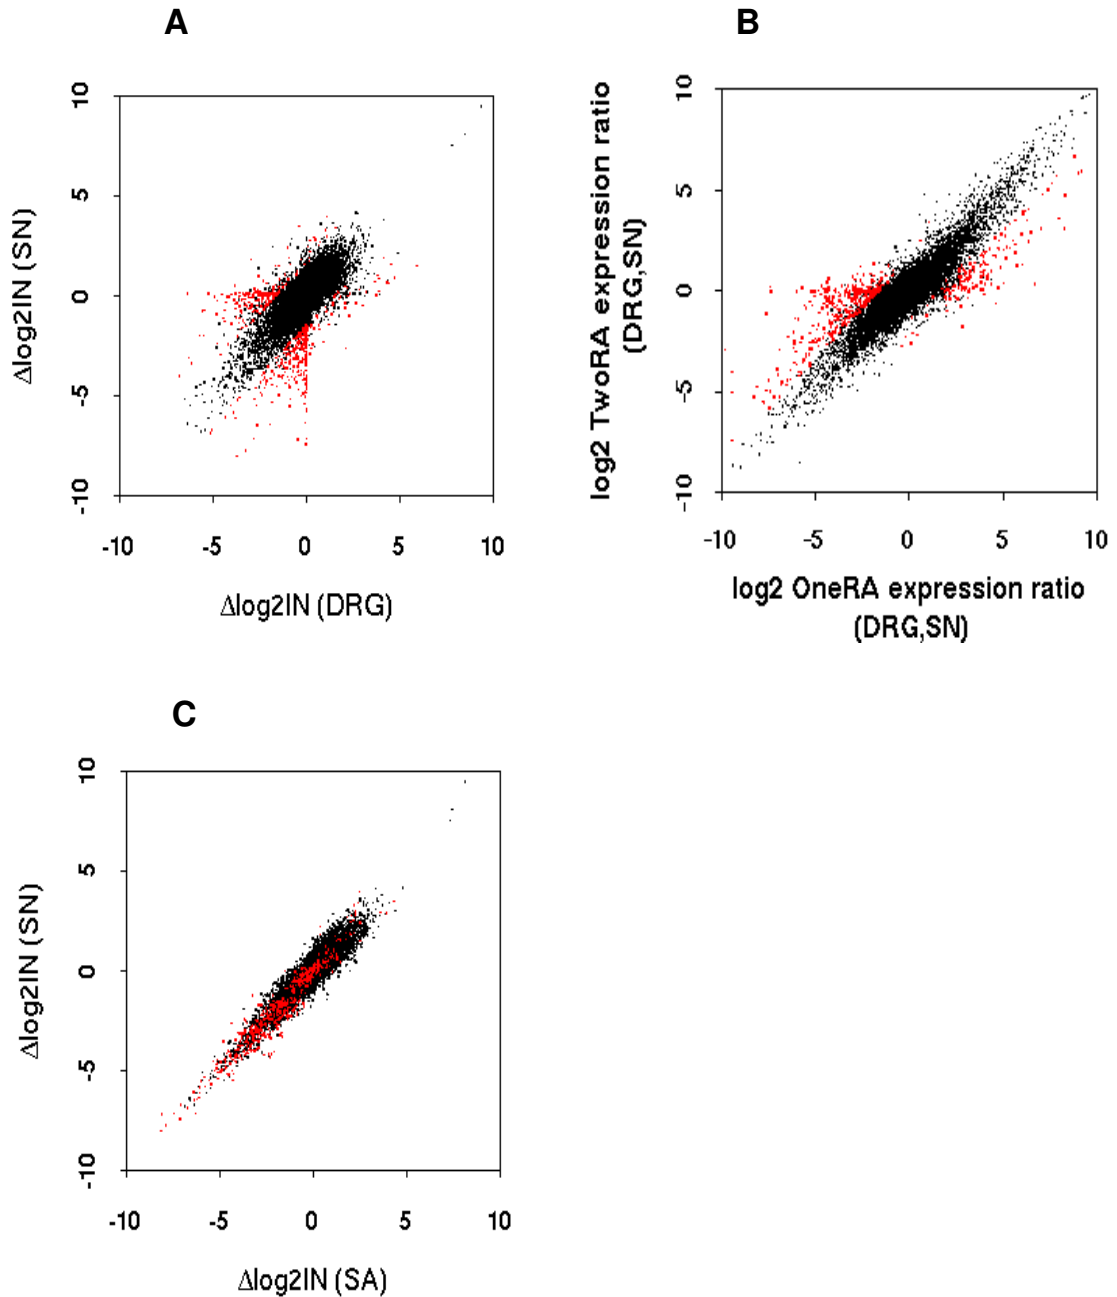 A
10
5
0
-5
-10
Δlog2IN (SN)
-10 -5 0 5 10
Δlog2IN (DRG)
B
10
5
0
-5
-10
log2 TwoRA expression ratio
(DRG,SN)
-10 -5 0 5 10
log2 OneRA expression ratio
(DRG,SN)
C
10
5
0
-5
-10
Δlog2IN (SN)
-10 -5 0 5 10
Δlog2IN (SA)